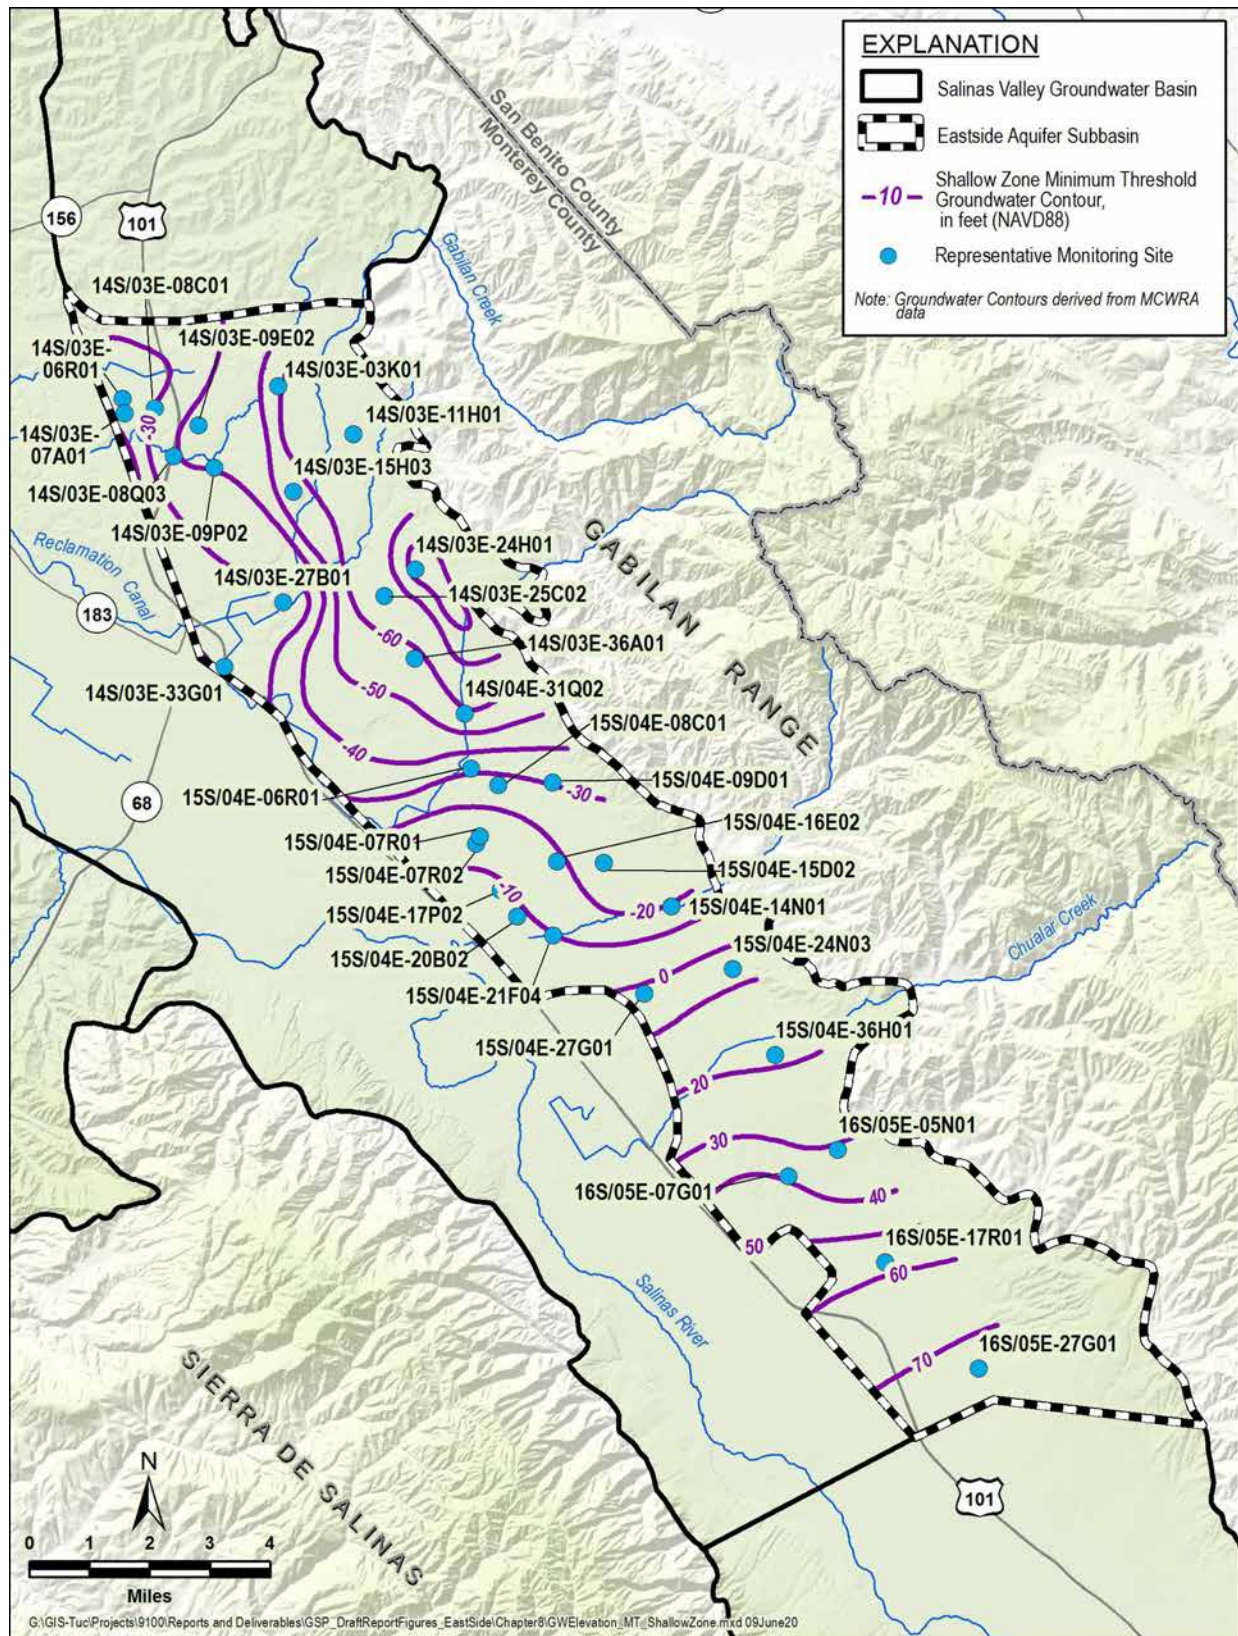 EXPLANATION
Salinas Valley Groundwater Basin
Eastside Aquifer Subbasin
-10
Shallow Zone Minimum Threshold
Groundwater Contour,
in feet (NAVD88)
Representative Monitoring Site
Note: Groundwater Contours derived from MCWRA
data
San Benito County
Monterey County
156
101
Gabilan Creek
14S/03E-08C01
14S/03E-09E02
14S/03E-
06R01
14S/03E-03K01
14S/03E-11H01
-30
14S/03E-
07A01
14S/03E-15H03
14S/03E-08Q03
14S/03E-09P02
Reclamation Canal
GABILAN RANGE
14S/03E-24H01
14S/03E-27B01
14S/03E-25C02
183
-60
14S/03E-36A01
14S/03E-33G01
-50
14S/04E-31Q02
15S/04E-08C01
-40
15S/04E-09D01
15S/04E-06R01
-30
68
15S/04E-16E02
15S/04E-07R01
15S/04E-15D02
15S/04E-07R02
-10
-20
15S/04E-14N01
15S/04E-17P02
Chualar Creek
15S/04E-24N03
15S/04E-20B02
0
15S/04E-21F04
15S/04E-36H01
15S/04E-27G01
20
16S/05E-05N01
30
16S/05E-07G01
40
16S/05E-17R01
50
60
Salinas River
16S/05E-27G01
70
SIERRA DE SALINAS
101
N
0 1 2 3 4
Miles
G:\GIS-Tuc\Projects\9100\Reports and Deliverables\GSP_DraftReportFigures_EastSide\Chapter8\GWElevation_MT_ShallowZone.mxd 09June20